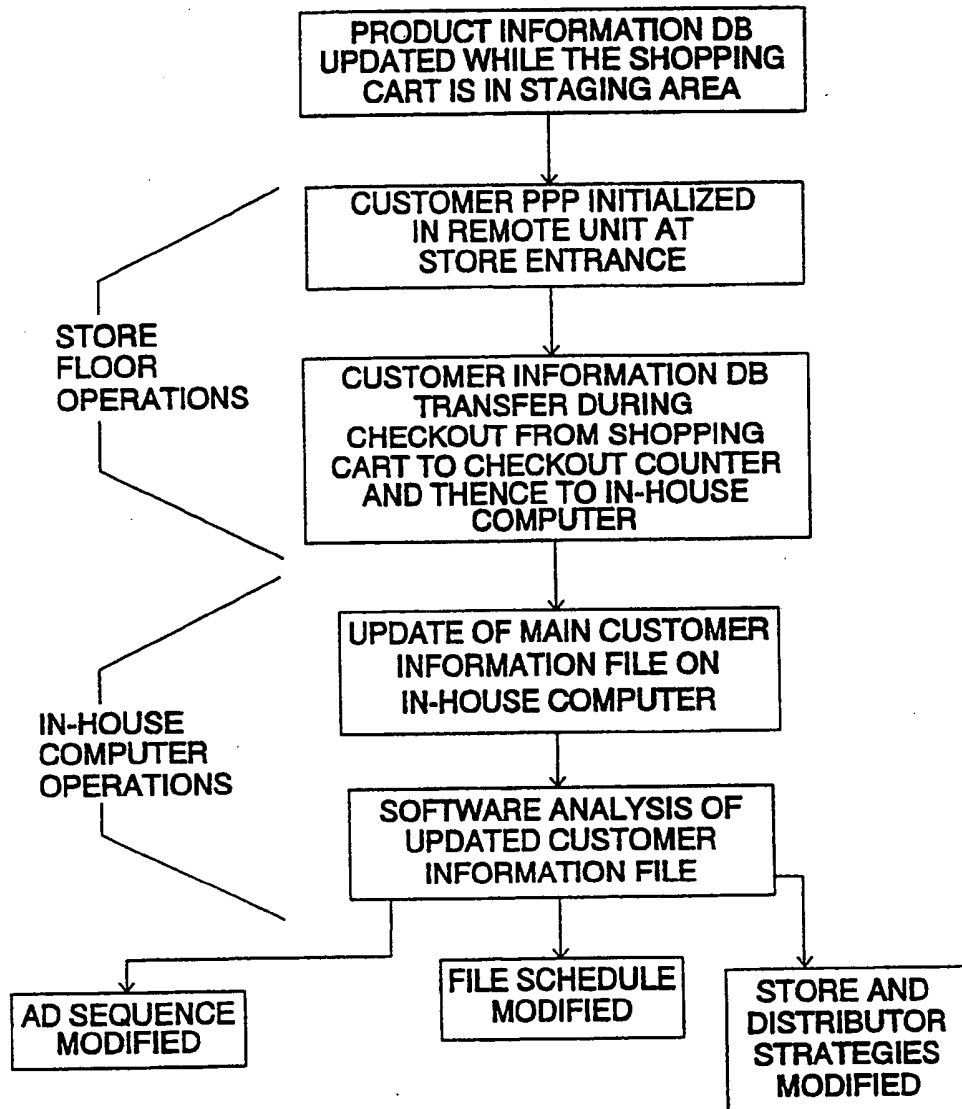 PRODUCT INFORMATION DB
UPDATED WHILE THE SHOPPING
CART IS IN STAGING AREA
CUSTOMER PPP INITIALIZED
IN REMOTE UNIT AT
STORE ENTRANCE
STORE
FLOOR
OPERATIONS
CUSTOMER INFORMATION DB
TRANSFER DURING
CHECKOUT FROM SHOPPING
CART TO CHECKOUT COUNTER
AND THENCE TO IN-HOUSE
COMPUTER
UPDATE OF MAIN CUSTOMER
INFORMATION FILE ON
IN-HOUSE COMPUTER
IN-HOUSE
COMPUTER
OPERATIONS
SOFTWARE ANALYSIS OF
UPDATED CUSTOMER
INFORMATION FILE
AD SEQUENCE
MODIFIED
FILE SCHEDULE
MODIFIED
STORE AND
DISTRIBUTOR
STRATEGIES
MODIFIED